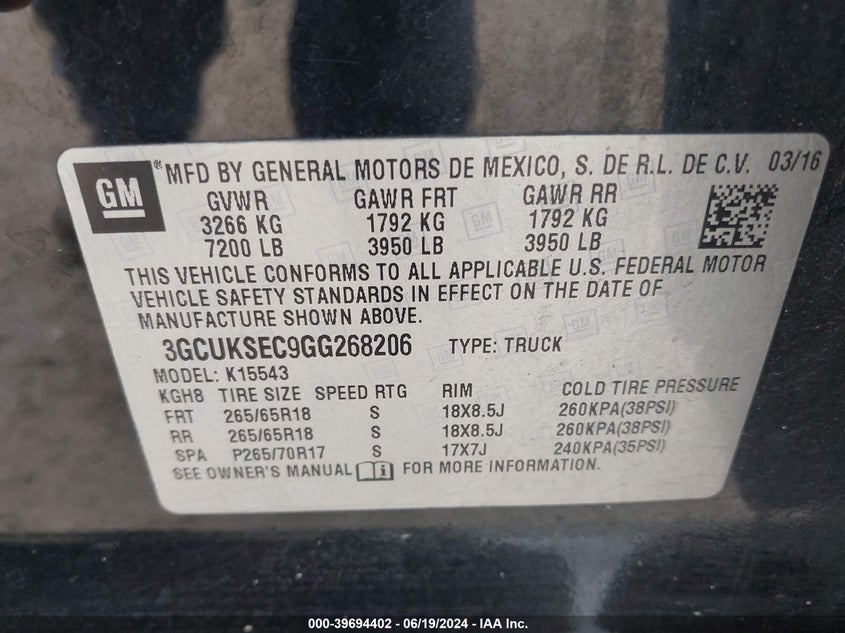 GM
® MFD BY GENERAL MOTORS DE MEXICO, S. DE R.L. DE C.V. 03/16
GVWR GAWR FRT GAWR RR
3266 KG 1792 KG 1792 KG
7200 LB 3950 LB 3950 LB
THIS VEHICLE CONFORMS TO ALL APPLICABLE U.S. FEDERAL MOTOR
VEHICLE SAFETY STANDARDS IN EFFECT ON THE DATE OF
MANUFACTURE SHOWN ABOVE.
3GCUKSEC9GG268206 TYPE: TRUCK
MODEL: K15543
KGH8 TIRE SIZE SPEED RTG RIM COLD TIRE PRESSURE
FRT 265/65R18 S 18X8.5J 260KPA(38PSI)
RR 265/65R18 S 18X8.5J 260KPA(38PSI)
SPA P265/70R17 S 17X7J 240KPA(35PSI)
SEE OWNER'S MANUAL FOR MORE INFORMATION.
000-39694402 - 06/19/2024 - IAA Inc.